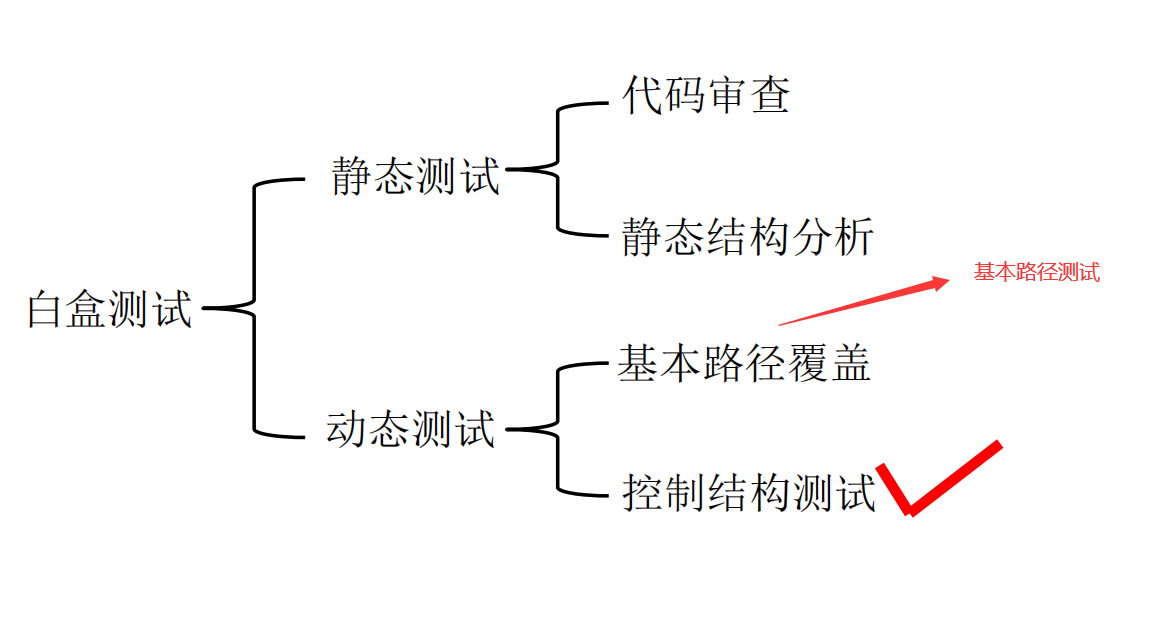 代码审查
静态测试
静态结构分析
基本路径测试
白盒测试
基本路径覆盖
动态测试
控制结构测试